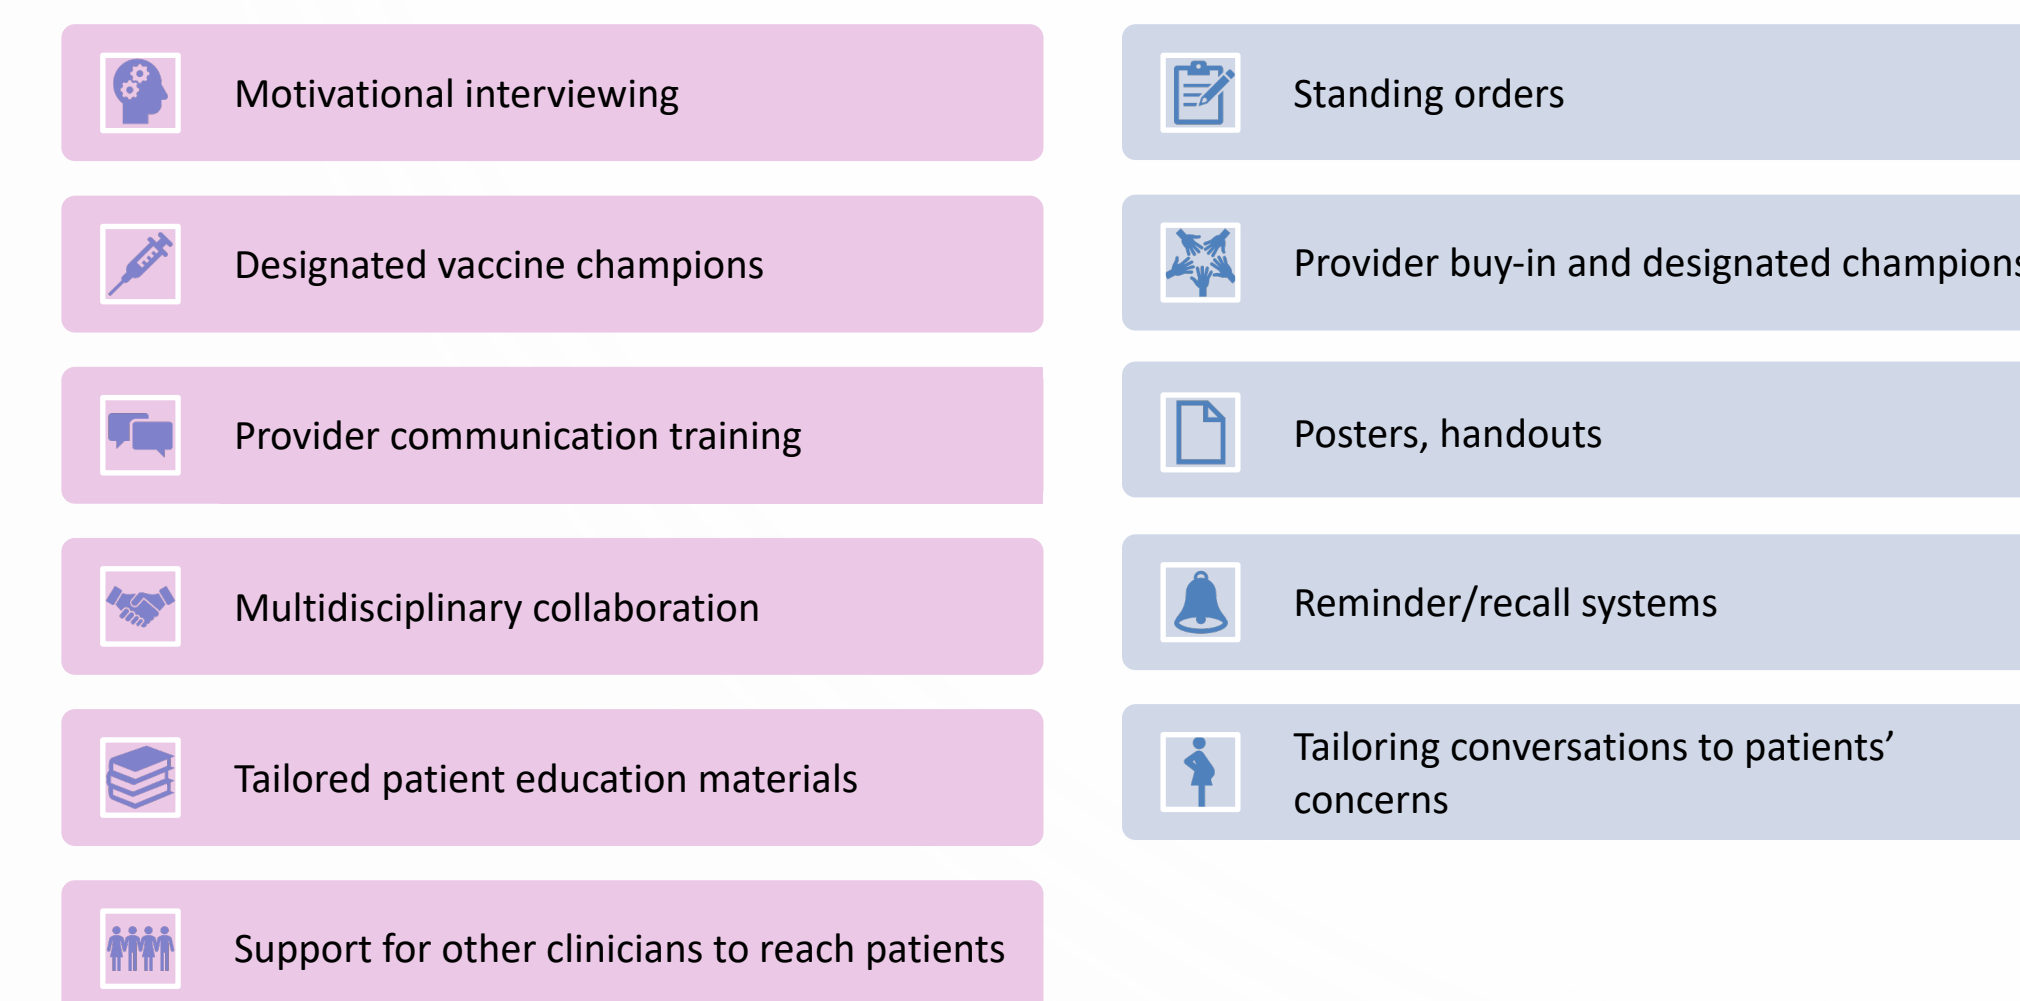 Motivational interviewing
Designated vaccine champions
Provider communication training
Multidisciplinary collaboration
Tailored patient education materials
Support for other clinicians to reach patients
Standing orders
Provider buy-in and designated champions
Posters, handouts
Reminder/recall systems
Tailoring conversations to patients’
concerns